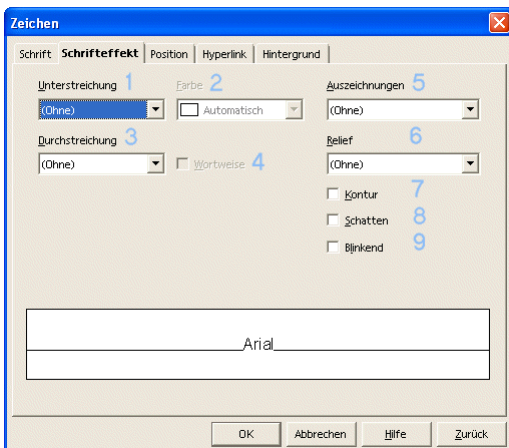 Zeichen
Schrift Schrifteffekt Position Hyperlink Hintergrund
Unterstreichung 1 Farbe 2 Auszeichnungen 5
(Ohne) Automatisch (Ohne)
Durchstreichung 3 Relief 6
(Ohne) Wortweise 4 (Ohne)
Kontur 7
Schatten 8
Blinkend 9
Arial
OK Abbrechen Hilfe Zurück